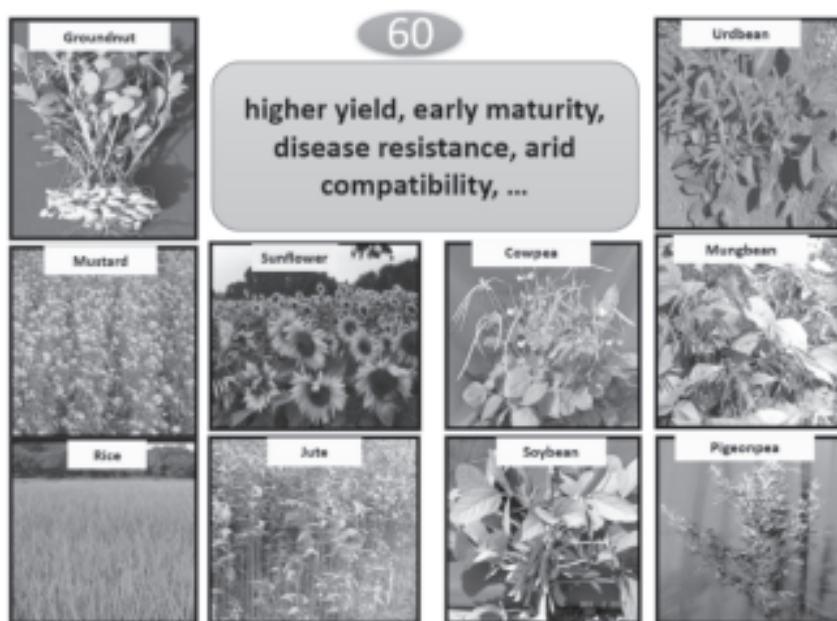 60
Groundnut
Urdbean
higher yield, early maturity,
disease resistance, arid
compatibility, ...
Mustard
Sunflower
Cowpea
Mungbean
Rice
Jute
Soybean
Pigeonpea